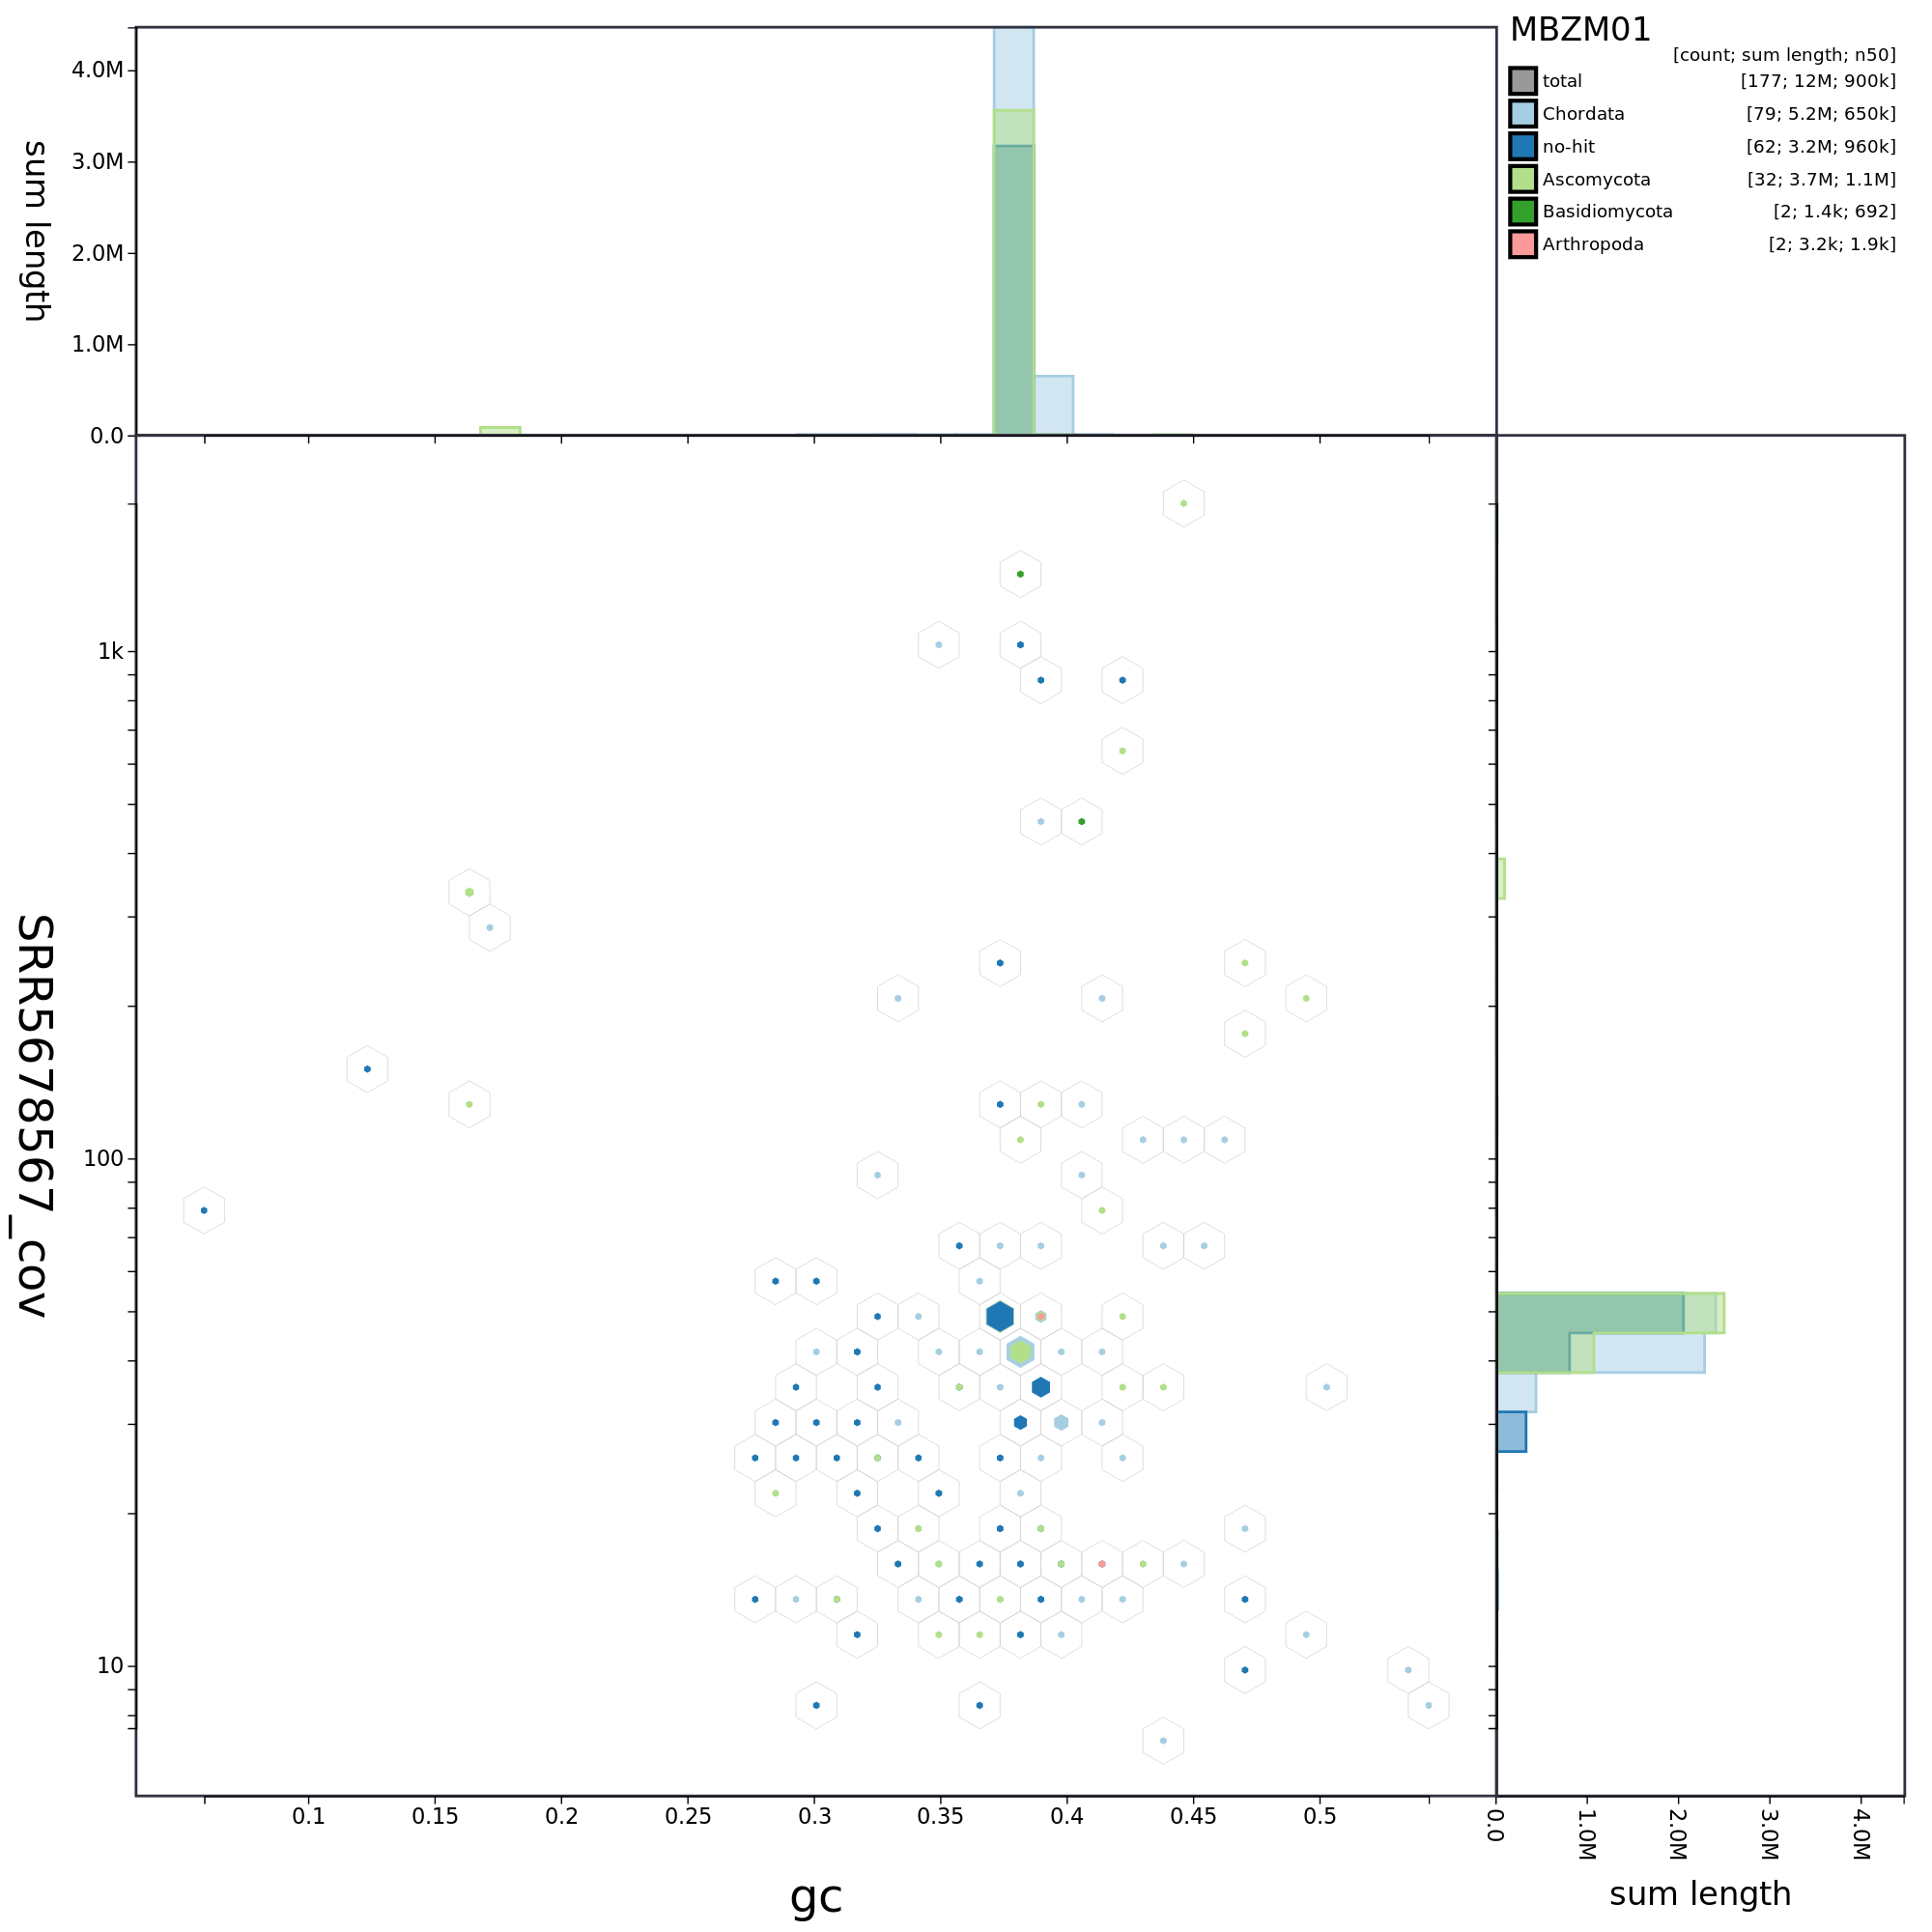 MBZM01
[count; sum length; n50]
total [177; 12M; 900k]
Chordata [79; 5.2M; 650k]
no-hit [62; 3.2M; 960k]
Ascomycota [32; 3.7M; 1.1M]
Basidiomycota [2; 1.4k; 692]
Arthropoda [2; 3.2k; 1.9k]
sum length
4.0M
3.0M
2.0M
1.0M
0.0
SRR5678567_cov
1k
100
10
0.1 0.15 0.2 0.25 0.3 0.35 0.4 0.45 0.5
gc
0.0 1.0M 2.0M 3.0M 4.0M
sum length